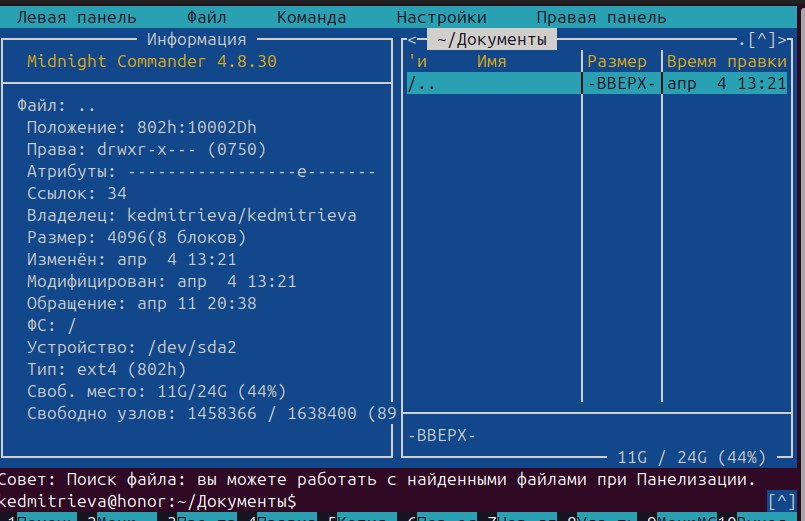 Левая панель Файл Команда Настройки Правая панель
Информация
Midnight Commander 4.8.30
Файл: ..
Положение: 802h:10002Dh
Права: drwxr-x--- (0750)
Атрибуты: -----------------e-------
Ссылок: 34
Владелец: kedmitrieva/kedmitrieva
Размер: 4096(8 блоков)
Изменён: апр 4 13:21
Модифицирован: апр 4 13:21
Обращение: апр 11 20:38
ФС: /
Устройство: /dev/sda2
Тип: ext4 (802h)
Своб. место: 11G/24G (44%)
Свободно узлов: 1458366 / 1638400 (89
<- ~/Документы .[^]>
'и Имя Размер Время правки
/.. -ВВЕРХ- апр 4 13:21
-ВВЕРХ-
11G / 24G (44%)
Совет: Поиск файла: вы можете работать с найденными файлами при Панелизации.
kedmitrieva@honor:~/Документы$ [^]